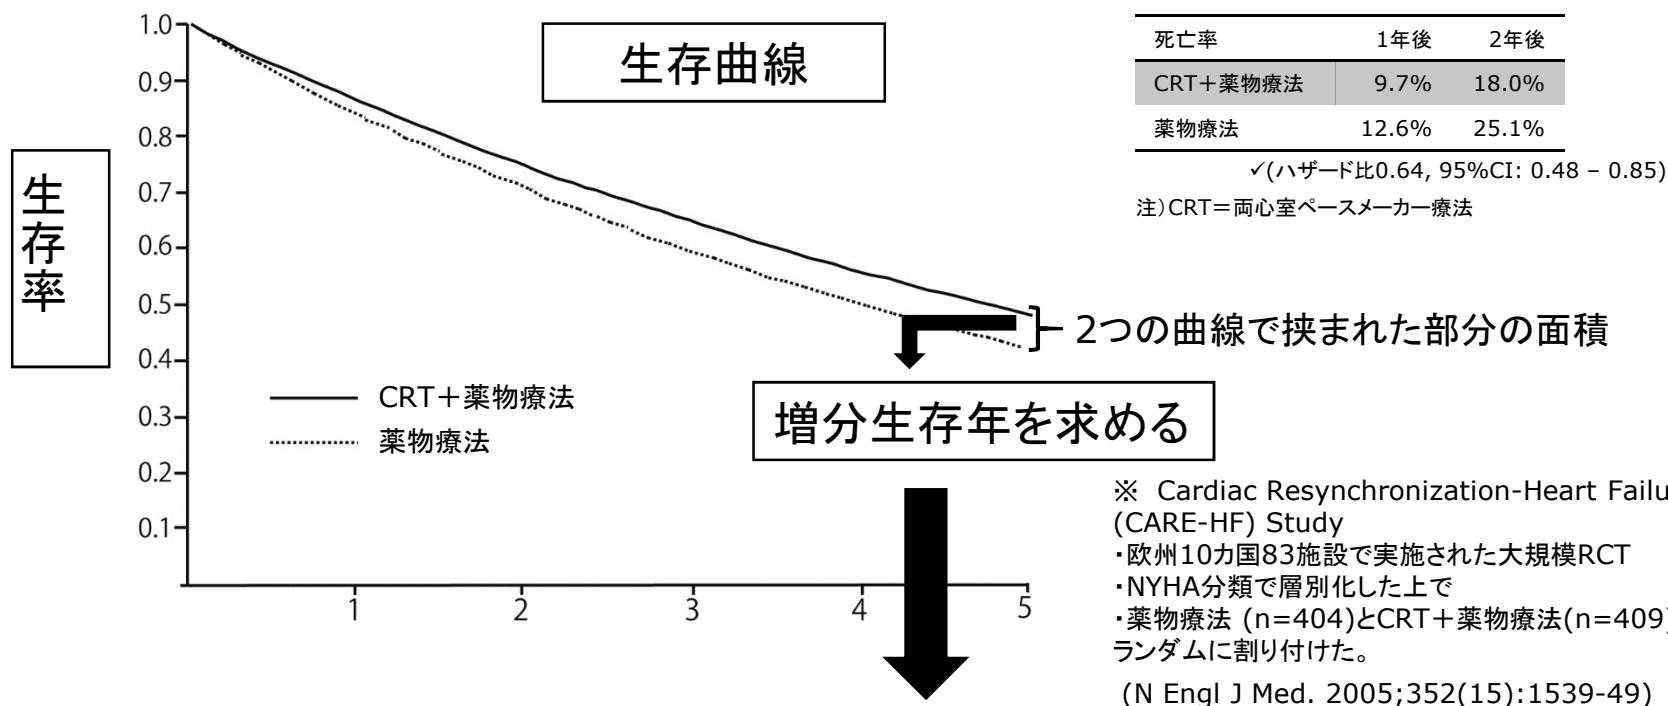 生存曲線
生存率
1.0
0.9
0.8
0.7
0.6
0.5
0.4
0.3
0.2
0.1
1 2 3 4 5
CRT＋薬物療法
薬物療法
死亡率 1年後 2年後
CRT＋薬物療法 9.7% 18.0%
薬物療法 12.6% 25.1%
✓(ハザード比0.64, 95%CI: 0.48 – 0.85)
注）CRT＝両心室ペースメーカー療法
2つの曲線で挟まれた部分の面積
増分生存年を求める
※ Cardiac Resynchronization-Heart Failu
(CARE-HF) Study
・欧州10カ国83施設で実施された大規模RCT
・NYHA分類で層別化した上で
・薬物療法 (n=404)とCRT＋薬物療法(n=409)
ランダムに割り付けた。
(N Engl J Med. 2005;352(15):1539-49)